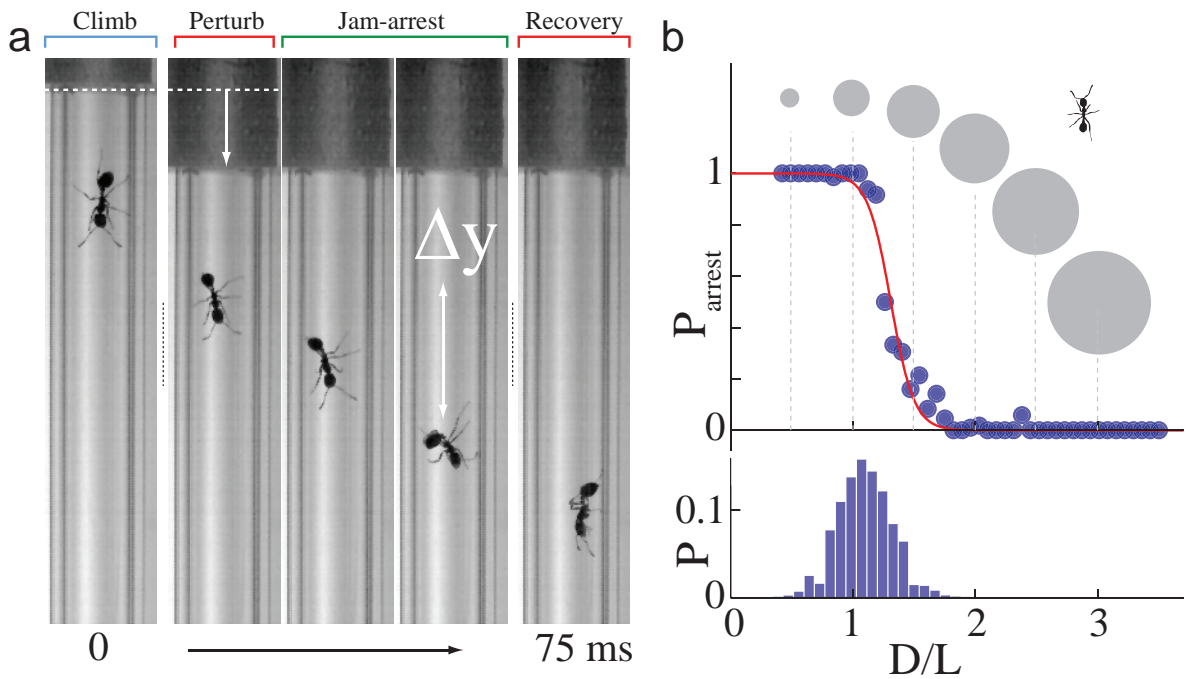 a
Climb
Perturb
Jam-arrest
Recovery
Δy
0
75 ms
b
1
0
P arrest
0.1
0
P
0
1
2
3
D/L